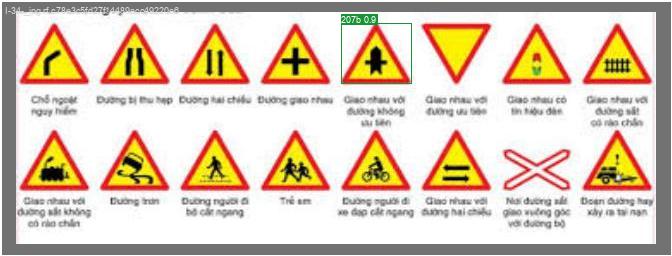 207b 0.9
Chỗ ngoặt
nguy hiểm
Đường bị thu hẹp
Đường hai chiều
Đường giao nhau
Giao nhau với
đường không
ưu tiên
Giao nhau với
đường ưu tiên
Giao nhau có
tín hiệu đèn
Giao nhau với
đường sắt
có rào chắn
Giao nhau với
đường sắt không
có rào chắn
Đường trơn
Đường người đi
bộ cắt ngang
Trẻ em
Đường người đi
xe đạp cắt ngang
Giao nhau với
đường hai chiều
Nơi đường sắt
giao vuông góc
với đường bộ
Đoạn đường hay
xảy ra tai nạn